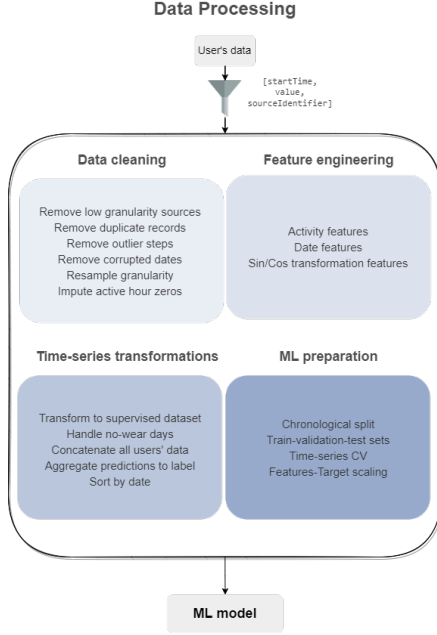 Data Processing
User's data
[startTime,
value,
sourceIdentifier]
Data cleaning
Remove low granularity sources
Remove duplicate records
Remove outlier steps
Remove corrupted dates
Resample granularity
Impute active hour zeros
Feature engineering
Activity features
Date features
Sin/Cos transformation features
Time-series transformations
Transform to supervised dataset
Handle no-wear days
Concatenate all users' data
Aggregate predictions to label
Sort by date
ML preparation
Chronological split
Train-validation-test sets
Time-series CV
Features-Target scaling
ML model